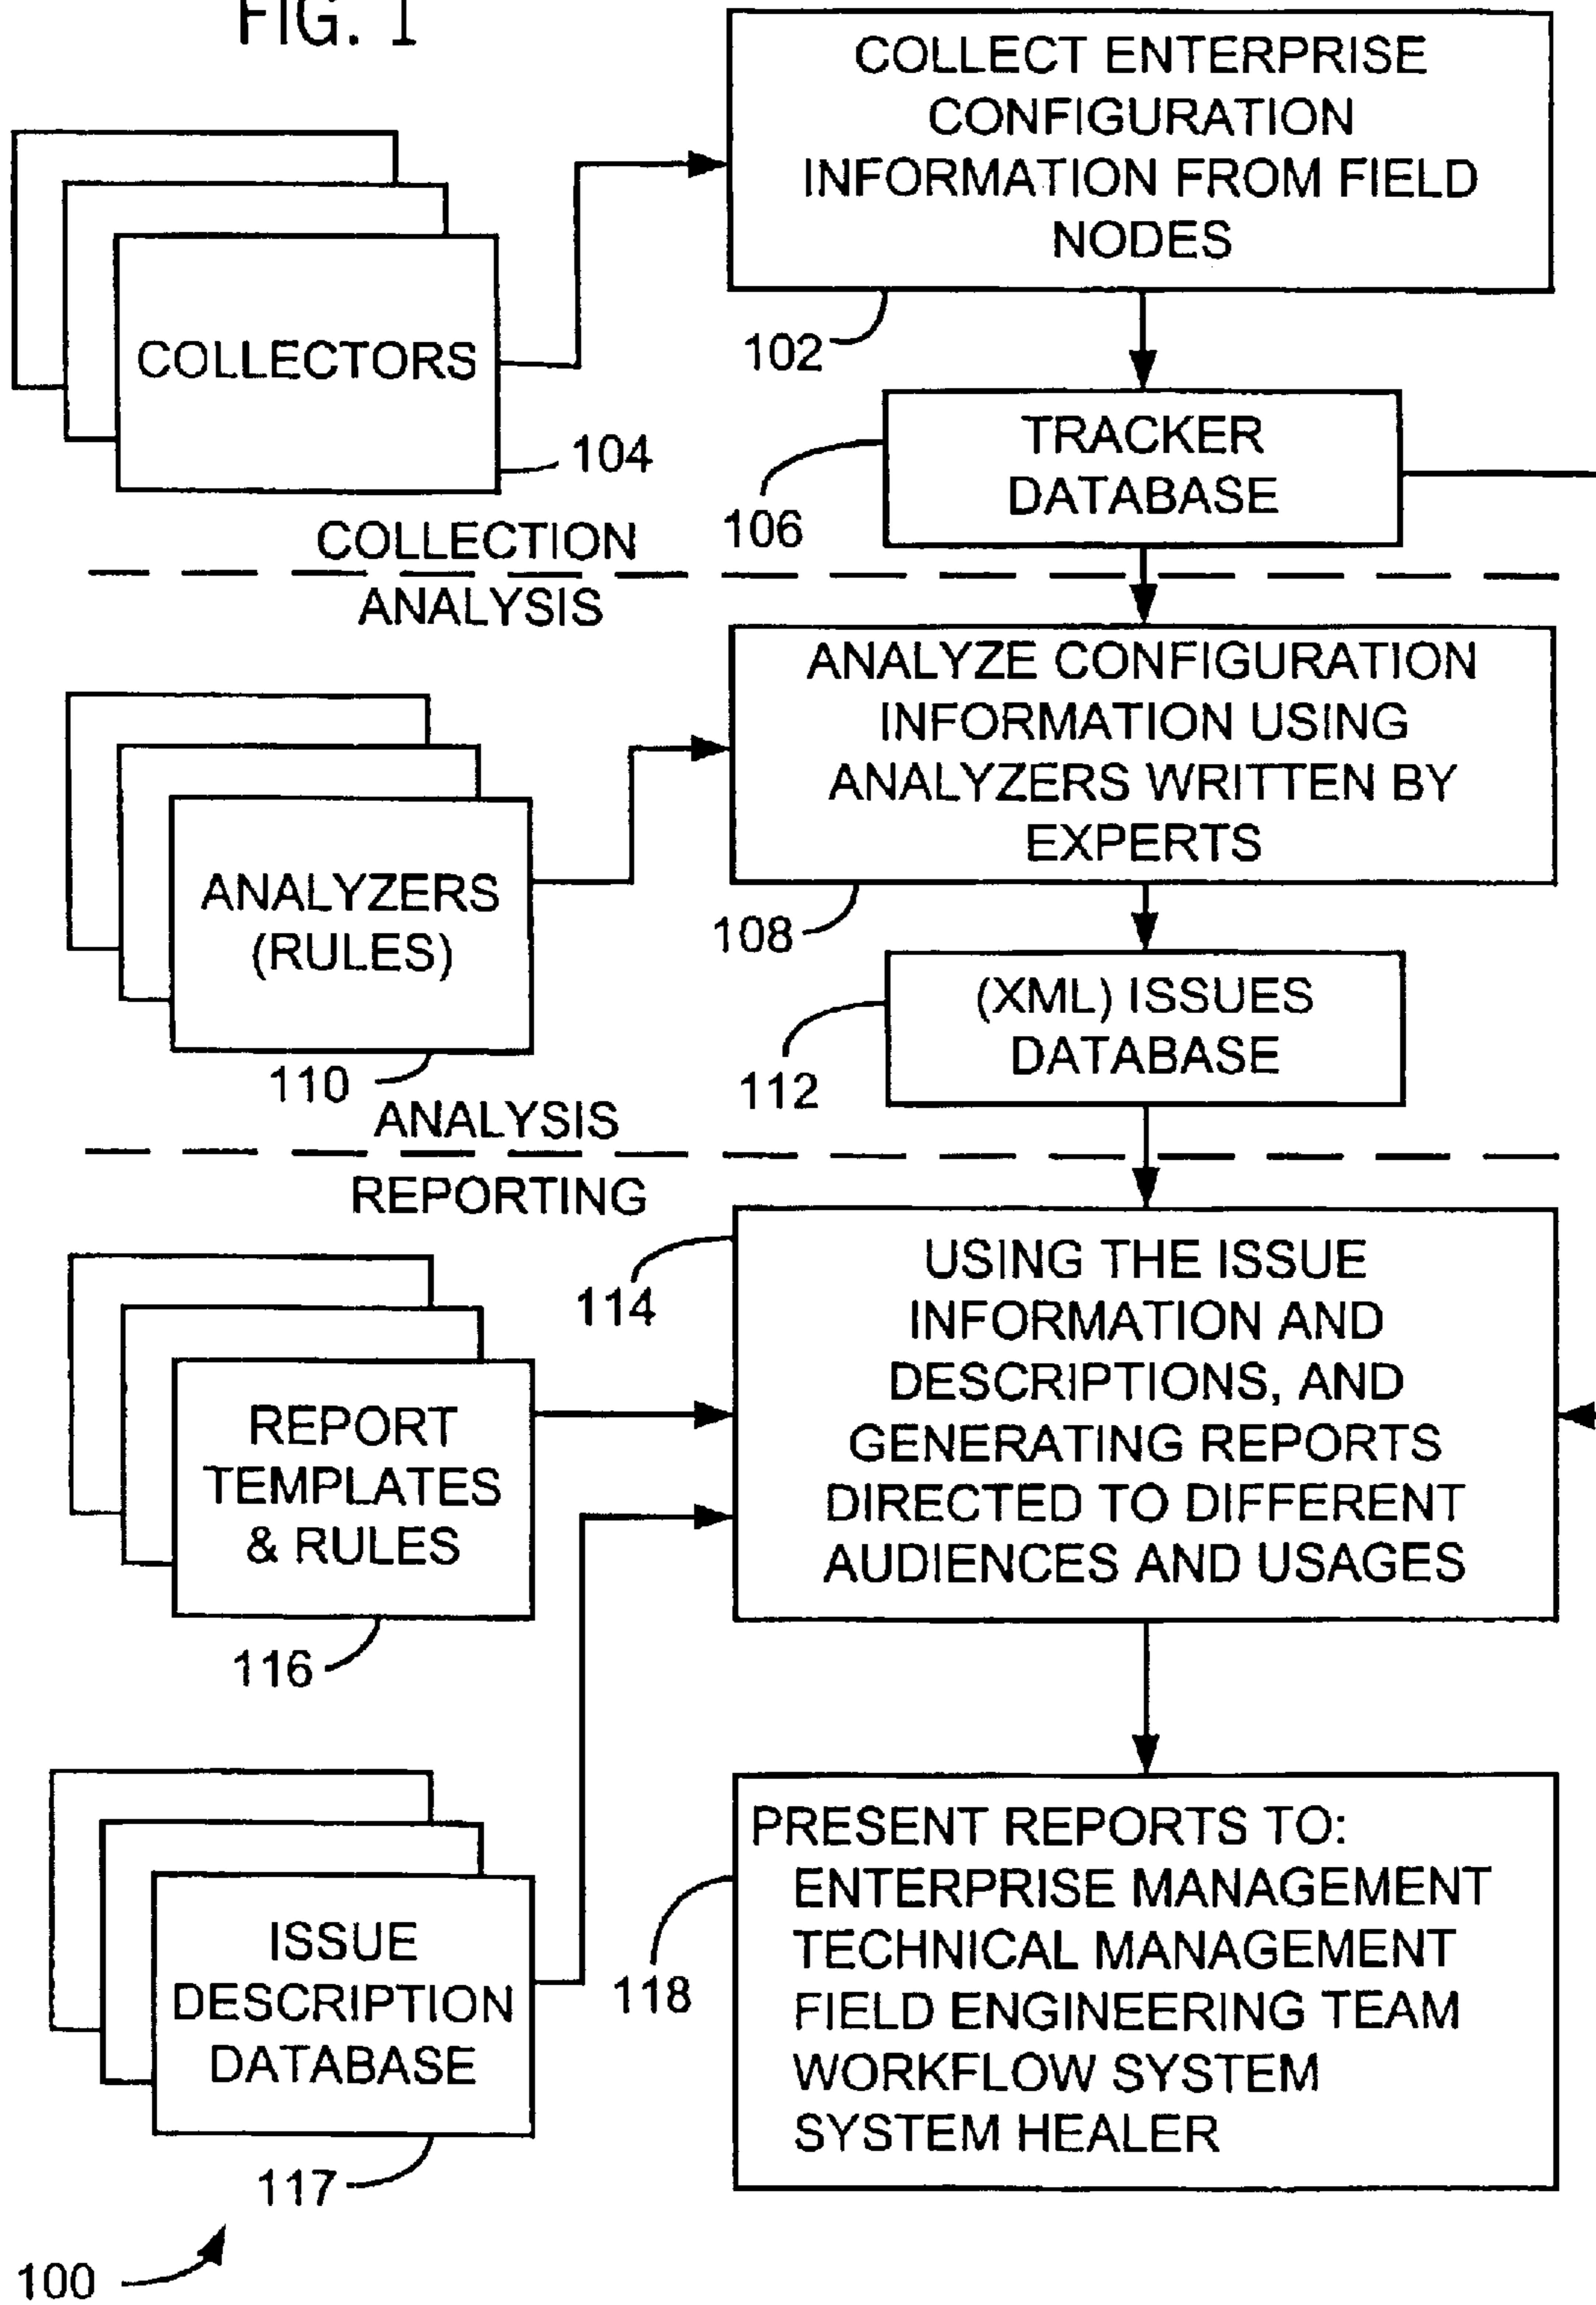 FIG. 1
COLLECT ENTERPRISE
CONFIGURATION
INFORMATION FROM FIELD
NODES
102
COLLECTORS
104
TRACKER
DATABASE
106
COLLECTION
ANALYSIS
ANALYZE CONFIGURATION
INFORMATION USING
ANALYZERS WRITTEN BY
EXPERTS
108
ANALYZERS
(RULES)
110
(XML) ISSUES
DATABASE
112
ANALYSIS
REPORTING
114
USING THE ISSUE
INFORMATION AND
DESCRIPTIONS, AND
GENERATING REPORTS
DIRECTED TO DIFFERENT
AUDIENCES AND USAGES
REPORT
TEMPLATES
& RULES
116
ISSUE
DESCRIPTION
DATABASE
117
PRESENT REPORTS TO:
ENTERPRISE MANAGEMENT
TECHNICAL MANAGEMENT
FIELD ENGINEERING TEAM
WORKFLOW SYSTEM
SYSTEM HEALER
118
100